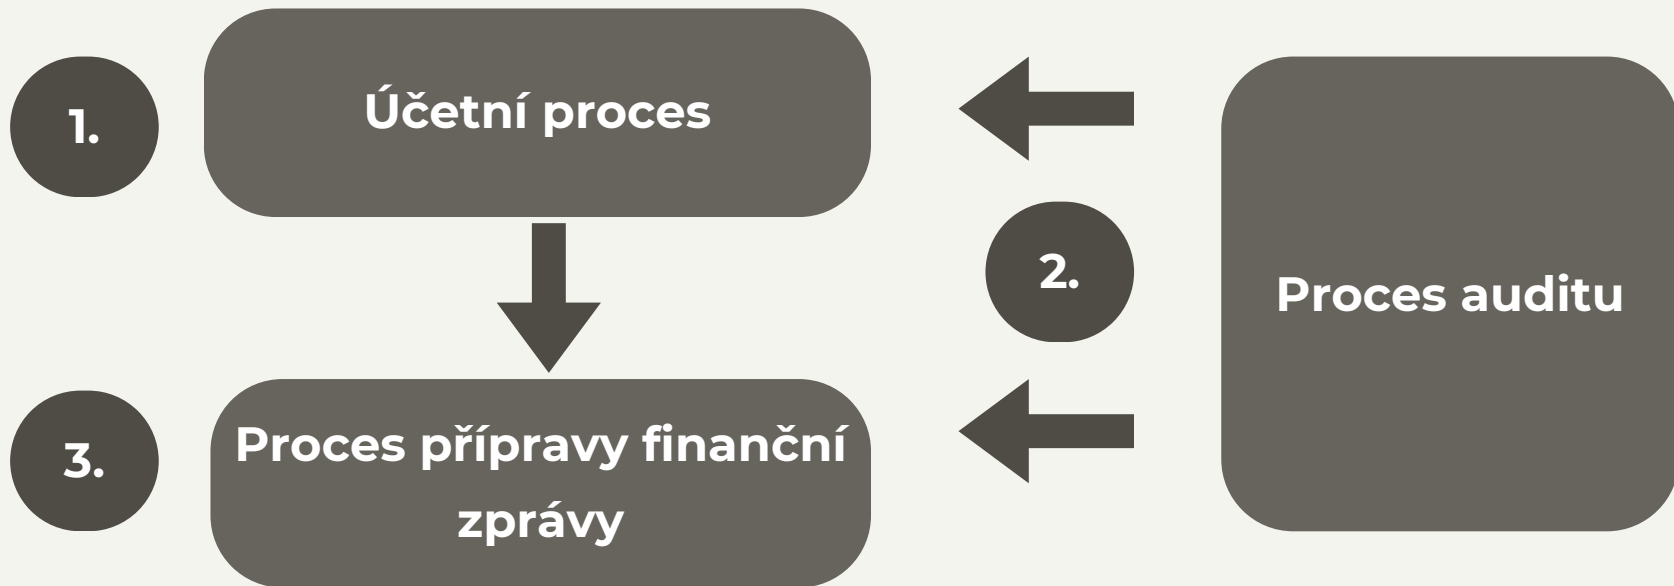 1.
Účetní proces
2.
Proces auditu
3.
Proces přípravy finanční
zprávy